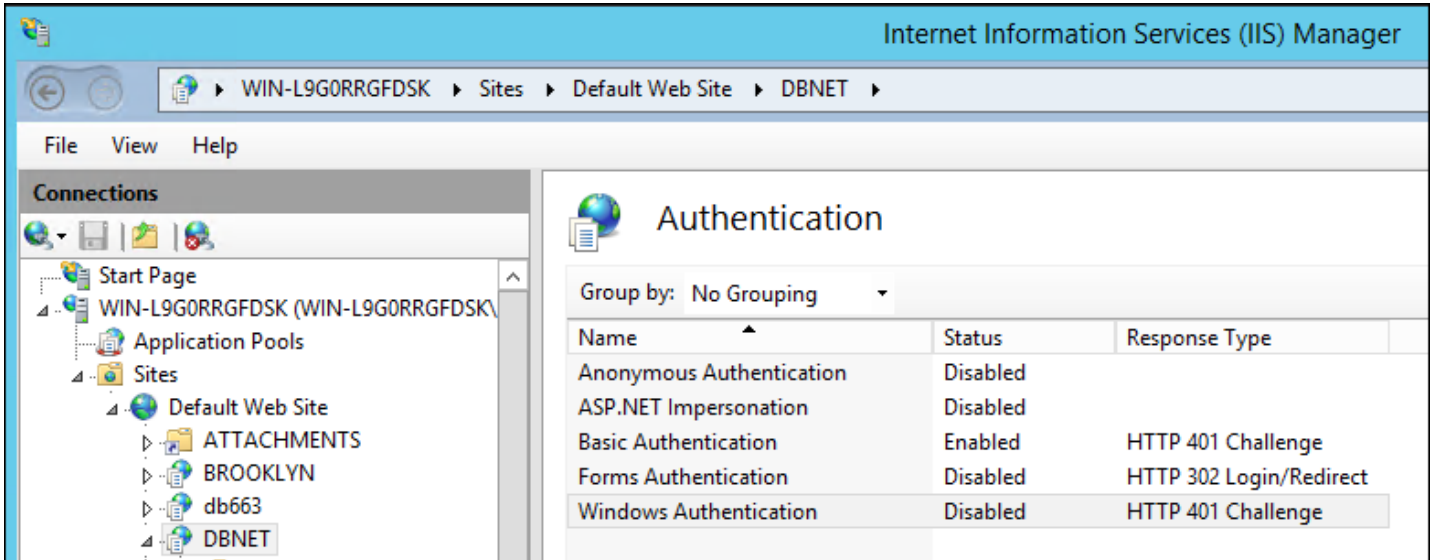 Internet Information Services (IIS) Manager
WIN-L9G0RRGFDSK Sites Default Web Site DBNET
File View Help
Connections
Start Page
WIN-L9G0RRGFDSK (WIN-L9G0RRGFDSK\
Application Pools
Sites
Default Web Site
ATTACHMENTS
BROOKLYN
db663
DBNET
Authentication
Group by: No Grouping
Name Status Response Type
Anonymous Authentication Disabled
ASP.NET Impersonation Disabled
Basic Authentication Enabled HTTP 401 Challenge
Forms Authentication Disabled HTTP 302 Login/Redirect
Windows Authentication Disabled HTTP 401 Challenge